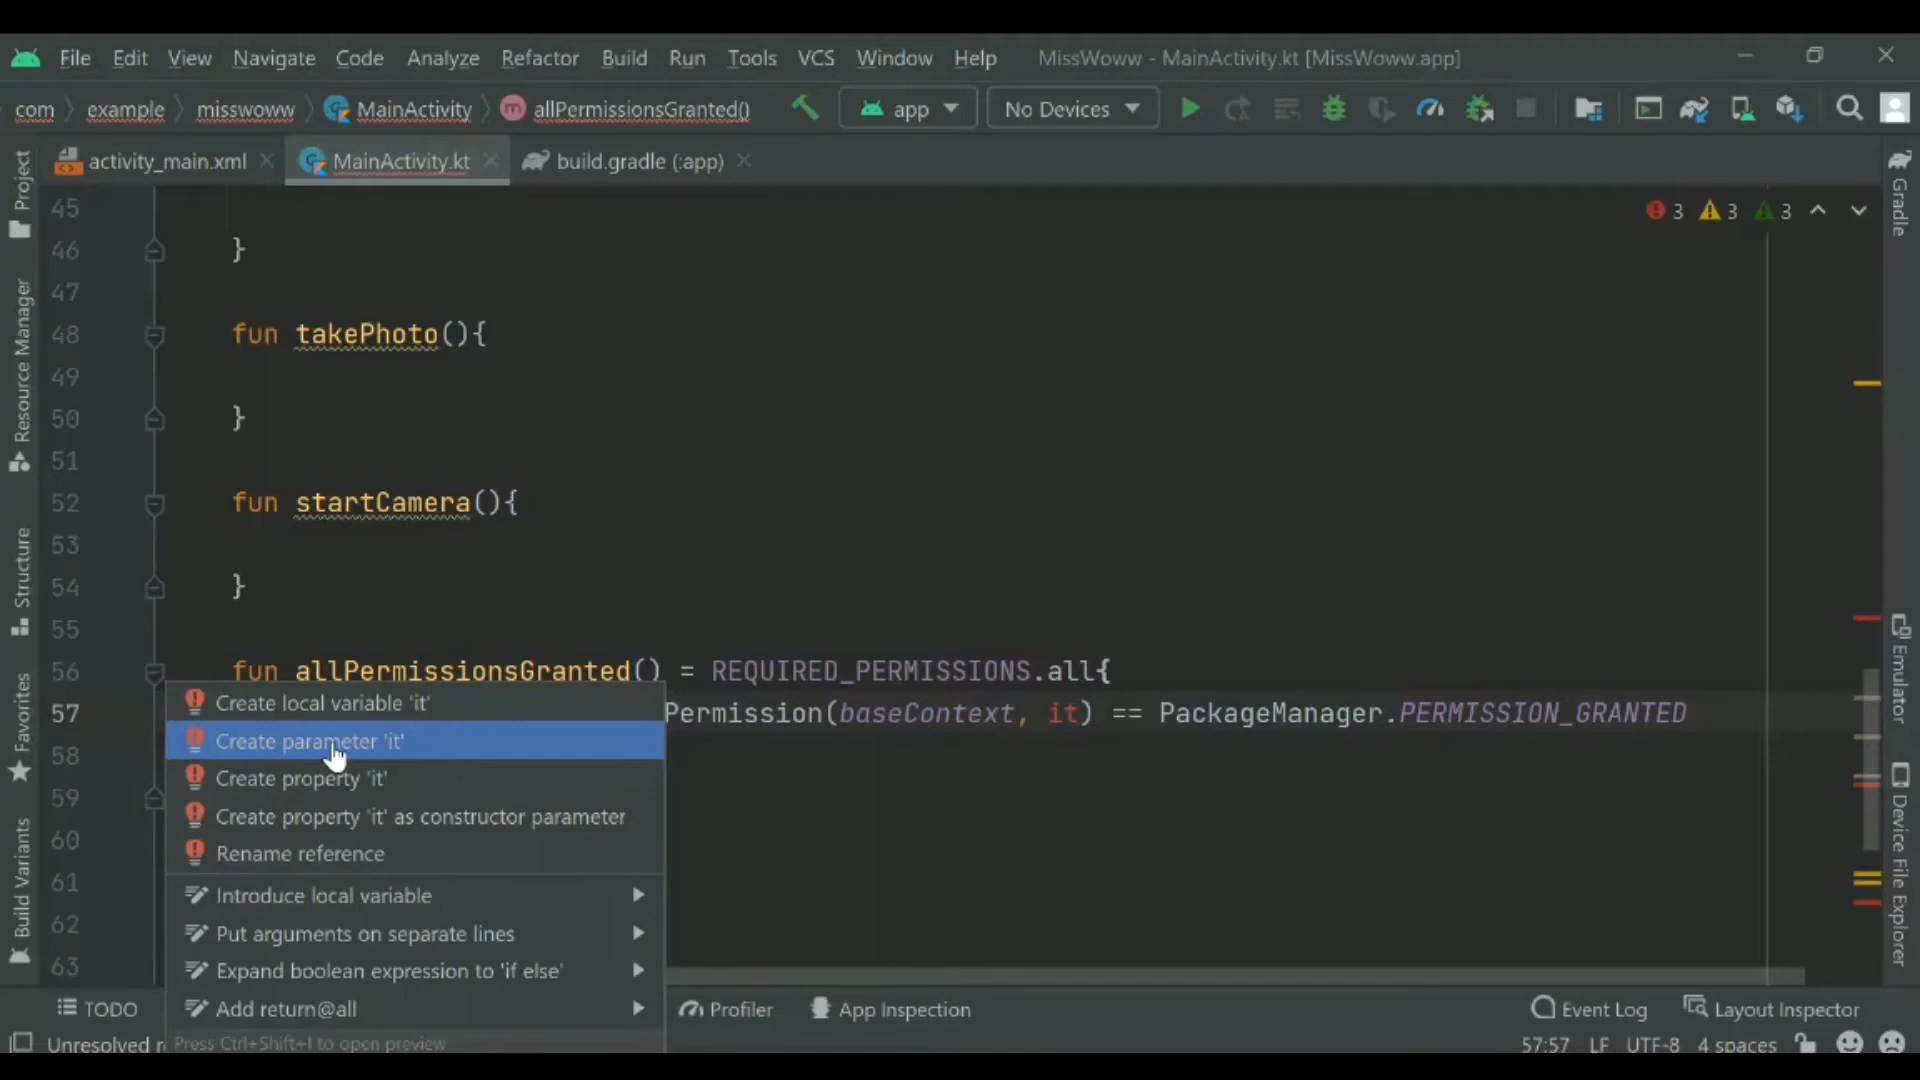 File Edit View Navigate Code Analyze Refactor Build Run Tools VCS Window Help MissWoww - MainActivity.kt [MissWoww.app]
com example misswoww MainActivity m allPermissionsGranted() app No Devices
activity_main.xml MainActivity.kt build.gradle (:app)
Project
Resource Manager
Structure
Favorites
Build Variants
3 3 3
45
46 }
47
48 fun takePhoto(){
49
50 }
51
52 fun startCamera(){
53
54 }
55
56 fun allPermissionsGranted() = REQUIRED_PERMISSIONS.all{
57 Permission(baseContext, it) == PackageManager.PERMISSION_GRANTED
58
59
60
61
62
63
Create local variable 'it'
Create parameter 'it'
Create property 'it'
Create property 'it' as constructor parameter
Rename reference
Introduce local variable
Put arguments on separate lines
Expand boolean expression to 'if else'
Add return@all
Press Ctrl+Shift+I to open preview
Gradle
Emulator
Device File Explorer
TODO Profiler App Inspection Event Log Layout Inspector
Unresolved r 57:57 LF UTF-8 4 spaces